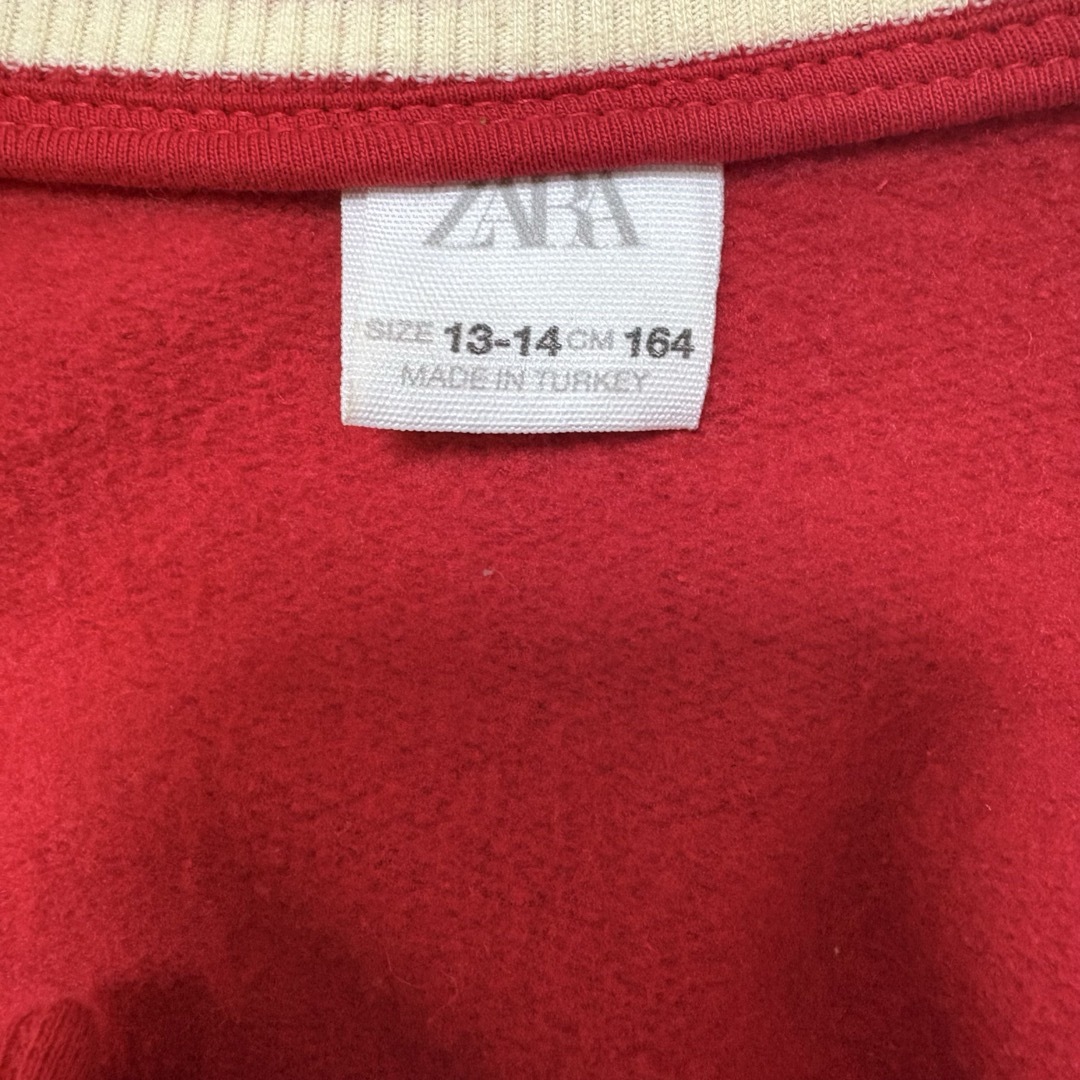 ZARA
SIZE 13-14 CM 164
MADE IN TURKEY